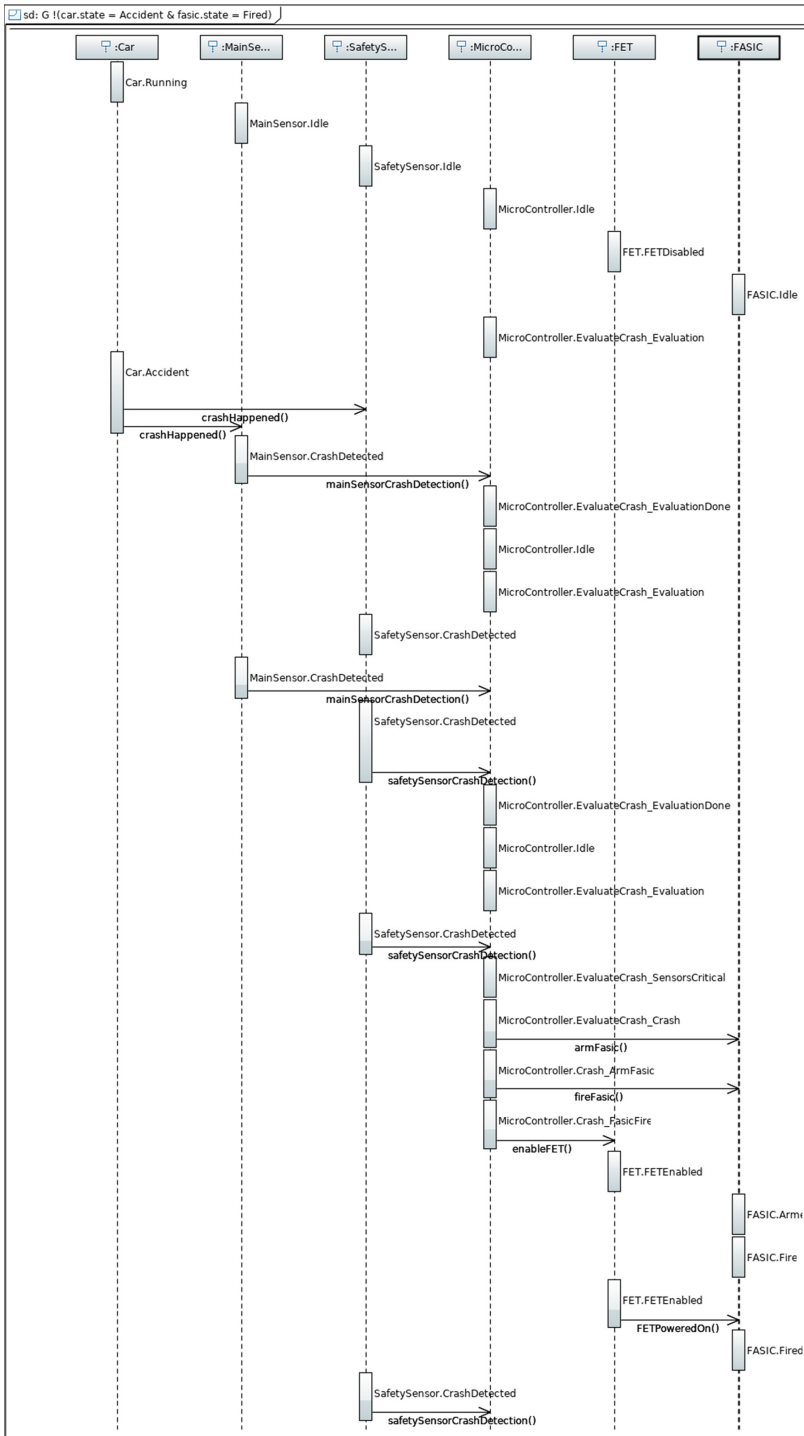 sd: G !(car.state = Accident & fasic.state = Fired)
:Car :MainSe... :SafetyS... :MicroCo... :FET :FASIC
Car.Running
MainSensor.Idle
SafetySensor.Idle
MicroController.Idle
FET.FETDisabled
FASIC.Idle
MicroController.EvaluateCrash_Evaluation
Car.Accident
crashHappened()
crashHappened()
MainSensor.CrashDetected
mainSensorCrashDetection()
MicroController.EvaluateCrash_EvaluationDone
MicroController.Idle
MicroController.EvaluateCrash_Evaluation
SafetySensor.CrashDetected
MainSensor.CrashDetected
mainSensorCrashDetection()
SafetySensor.CrashDetected
safetySensorCrashDetection()
MicroController.EvaluateCrash_EvaluationDone
MicroController.Idle
MicroController.EvaluateCrash_Evaluation
SafetySensor.CrashDetected
safetySensorCrashDetection()
MicroController.EvaluateCrash_SensorsCritical
MicroController.EvaluateCrash_Crash
armFasic()
MicroController.Crash_ArmFasic
fireFasic()
MicroController.Crash_FasicFire
enableFET()
FET.FETEnabled
FASIC.Arme
FASIC.Fire
FET.FETEnabled
FETPoweredOn()
FASIC.Fired
SafetySensor.CrashDetected
safetySensorCrashDetection()